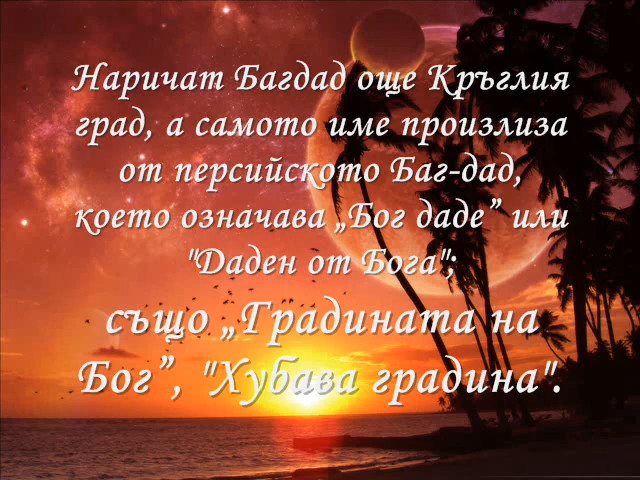 Наричат Багдад още Кръглия
град, а самото име произлиза
от персийското Баг-дад,
което означава „Бог даде” или
"Даден от Бога";
също „Градината на
Бог”, "Хубава градина".